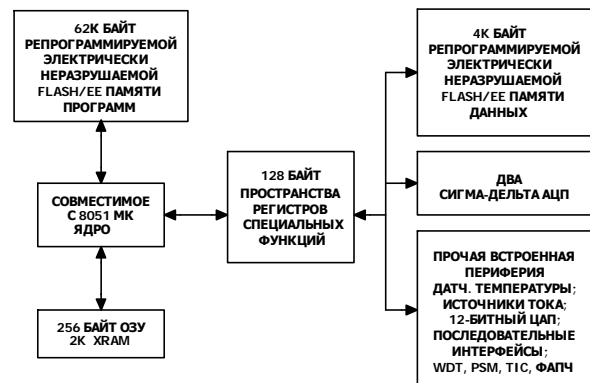 62К БАЙТ
РЕПРОГРАММИРУЕМОЙ
ЭЛЕКТРИЧЕСКИ
НЕРАЗРУШАЕМОЙ
FLASH/EE ПАМЯТИ
ПРОГРАММ
4К БАЙТ
РЕПРОГРАММИРУЕМОЙ
ЭЛЕКТРИЧЕСКИ
НЕРАЗРУШАЕМОЙ
FLASH/EE ПАМЯТИ
ДАННЫХ
СОВМЕСТИМОЕ
С 8051 МК
ЯДРО
128 БАЙТ
ПРОСТРАНСТВА
РЕГИСТРОВ
СПЕЦИАЛЬНЫХ
ФУНКЦИЙ
ДВА
СИГМА-ДЕЛЬТА АЦП
256 БАЙТ ОЗУ
2K XRAM
ПРОЧАЯ ВСТРОЕННАЯ
ПЕРИФЕРИЯ
ДАТЧ. ТЕМПЕРАТУРЫ;
ИСТОЧНИКИ ТОКА;
12-БИТНЫЙ ЦАП;
ПОСЛЕДОВАТЕЛЬНЫЕ
ИНТЕРФЕЙСЫ;
WDT, PSM, TIC, ФАПЧ